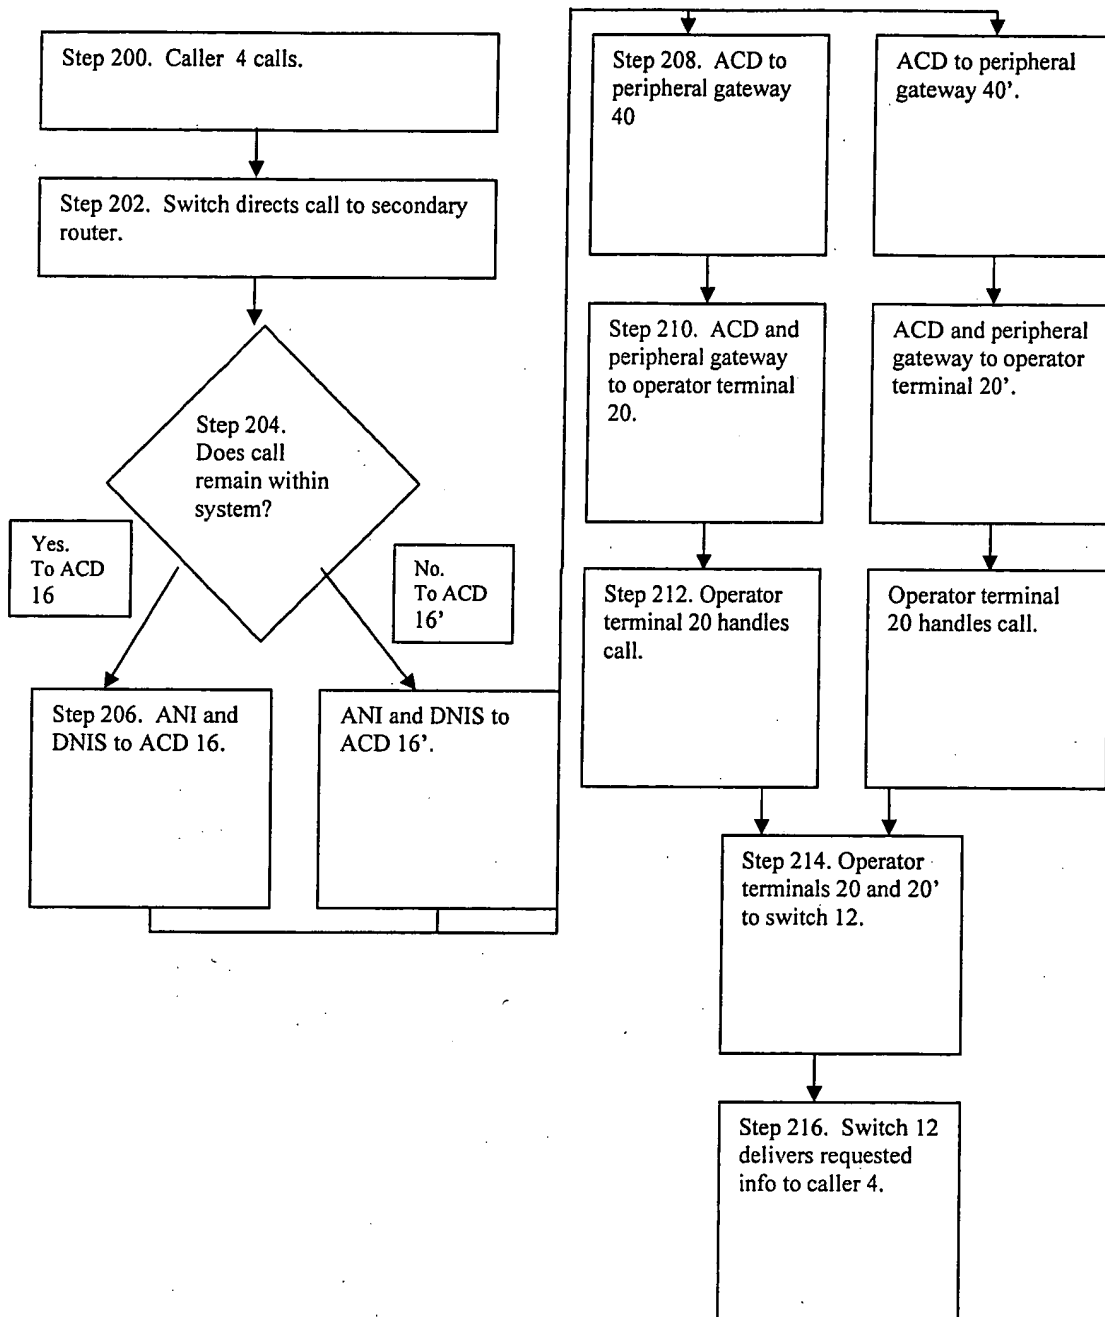 Step 200.  Caller  4 calls.
Step 202.  Switch directs call to secondary
router.
Step 204.
Does call
remain within
system?
Yes.
To ACD
16
No.
To ACD
16’
Step 206.  ANI and
DNIS to ACD 16.
ANI and DNIS to
ACD 16’.
Step 208.  ACD to
peripheral gateway
40
ACD to peripheral
gateway 40’.
Step 210.  ACD and
peripheral gateway
to operator terminal
20.
ACD and peripheral
gateway to operator
terminal 20’.
Step 212. Operator
terminal 20 handles
call.
Operator terminal
20 handles call.
Step 214. Operator
terminals 20 and 20’
to switch 12.
Step 216.  Switch 12
delivers requested
info to caller 4.